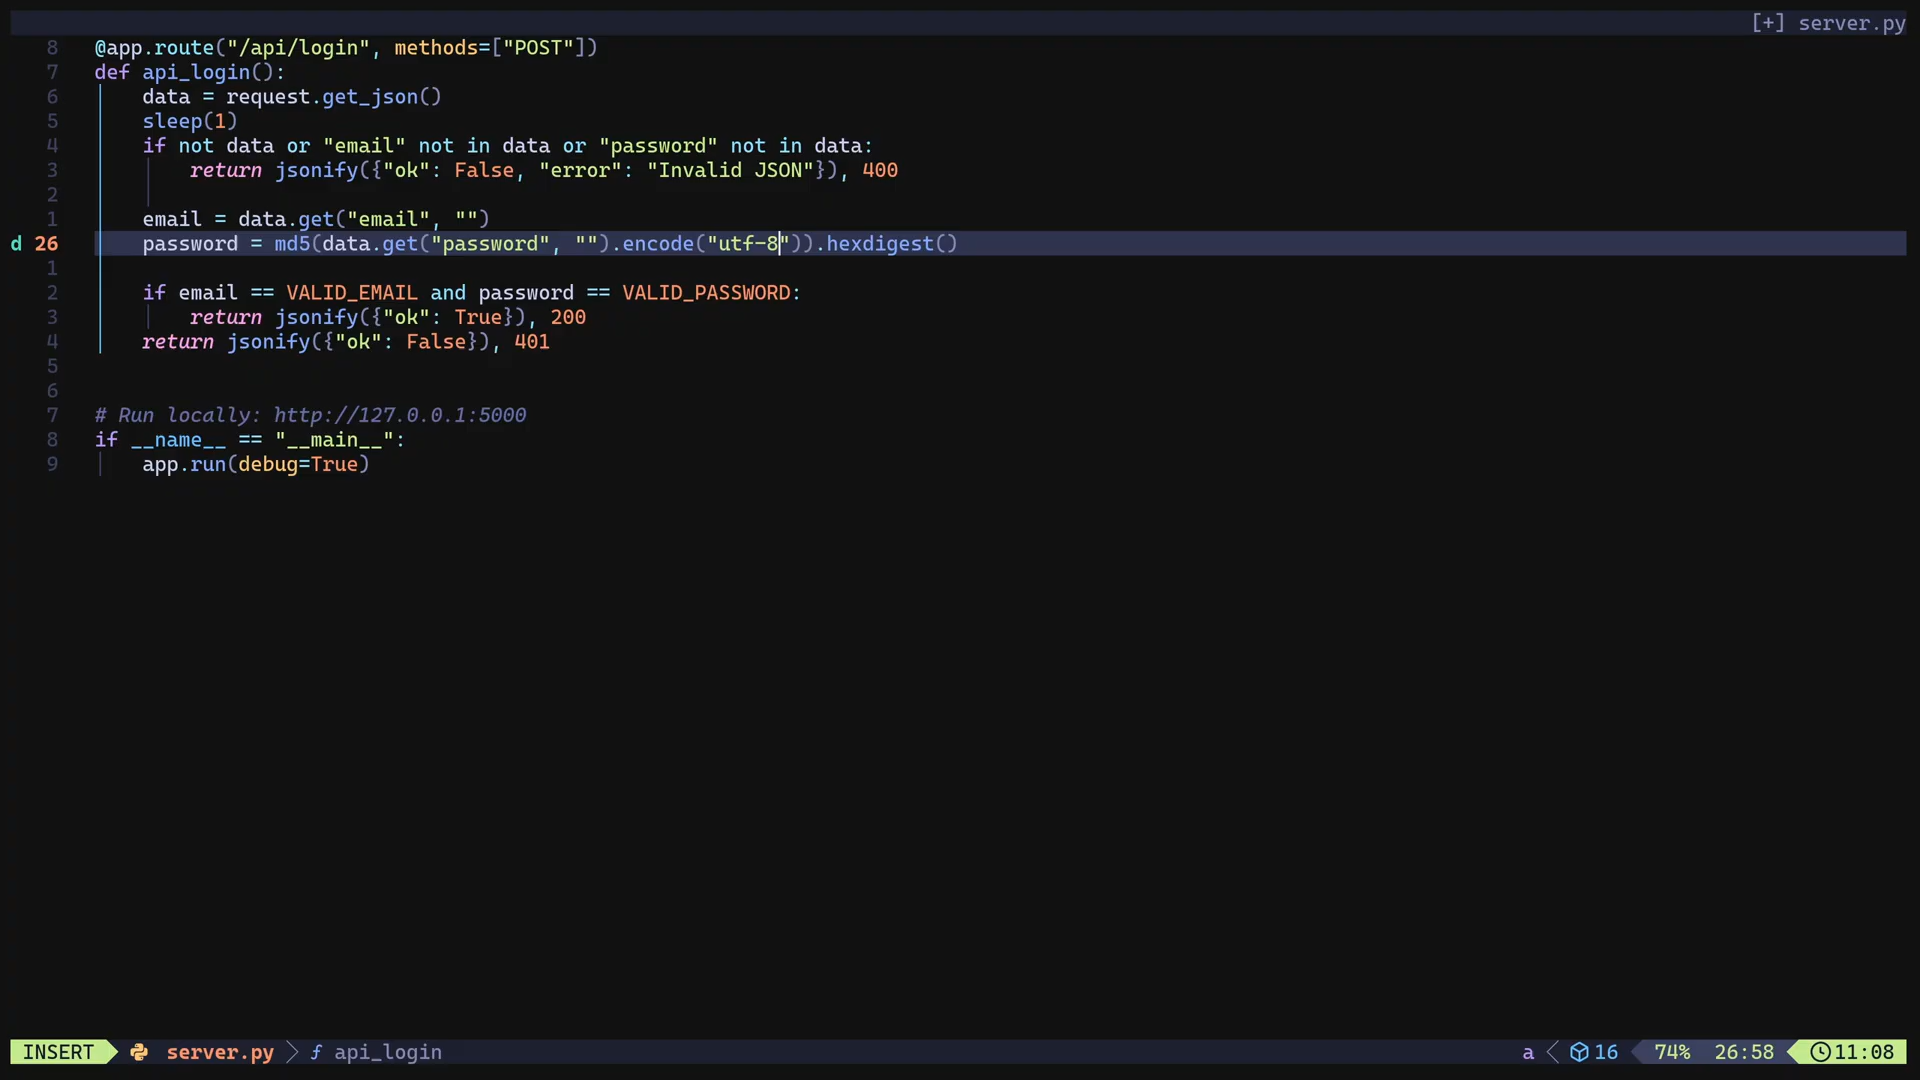 [+] server.py
8 @app.route("/api/login", methods=["POST"])
7 def api_login():
6 data = request.get_json()
5 sleep(1)
4 if not data or "email" not in data or "password" not in data:
3 return jsonify({"ok": False, "error": "Invalid JSON"}), 400
2
1 email = data.get("email", "")
d 26 password = md5(data.get("password", "").encode("utf-8")).hexdigest()
1
2 if email == VALID_EMAIL and password == VALID_PASSWORD:
3 return jsonify({"ok": True}), 200
4 return jsonify({"ok": False}), 401
5
6
7 # Run locally: http://127.0.0.1:5000
8 if __name__ == "__main__":
9 app.run(debug=True)
INSERT server.py f api_login a 16 74% 26:58 11:08